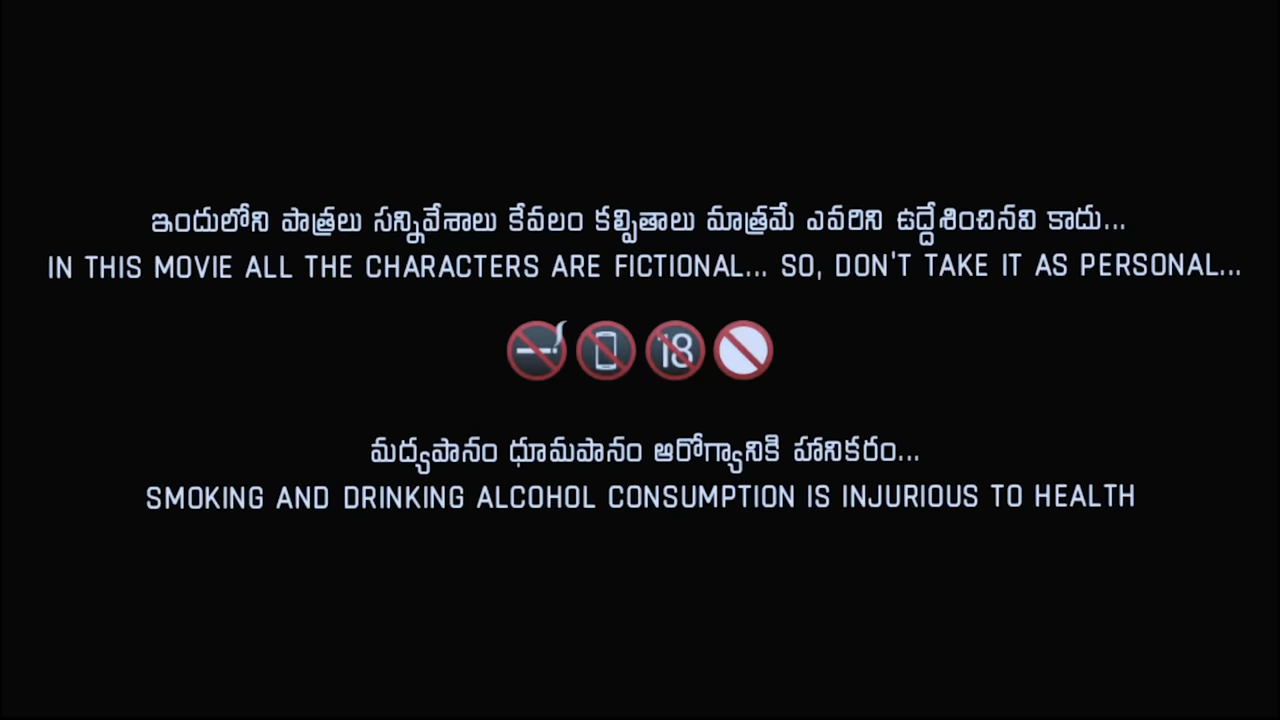 ఇందులోని పాత్రలు సన్నివేశాలు కేవలం కల్పితాలు మాత్రమే ఎవరిని ఉద్దేశించినవి కాదు...
IN THIS MOVIE ALL THE CHARACTERS ARE FICTIONAL... SO, DON'T TAKE IT AS PERSONAL...
18
మద్యపానం ధూమపానం ఆరోగ్యానికి హానికరం...
SMOKING AND DRINKING ALCOHOL CONSUMPTION IS INJURIOUS TO HEALTH